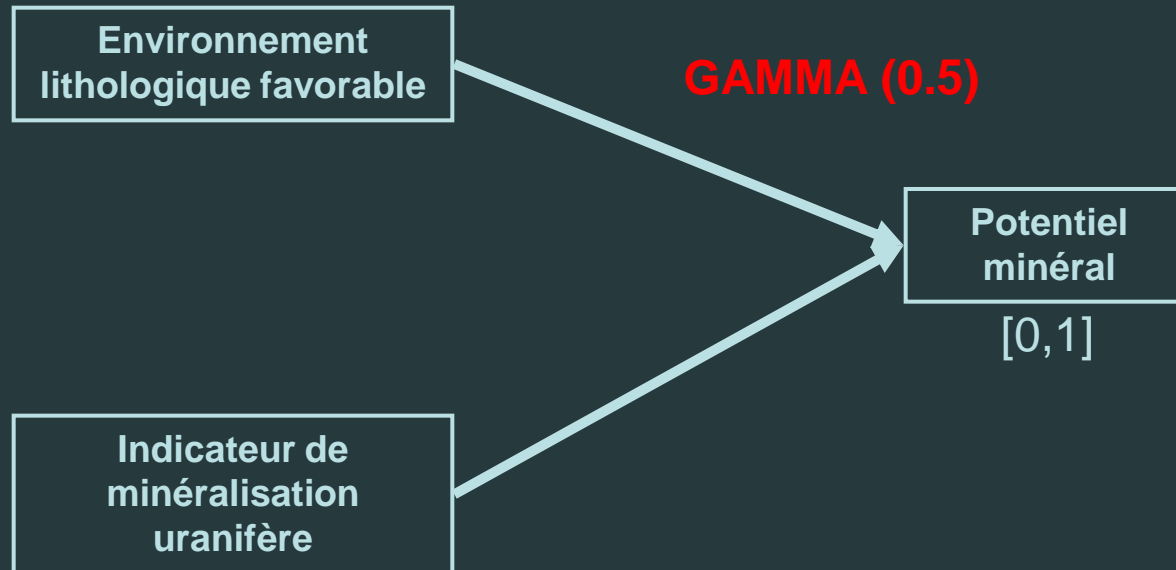 Environnement
lithologique favorable
GAMMA (0.5)
Potentiel
minéral
[0,1]
Indicateur de
minéralisation
uranifère